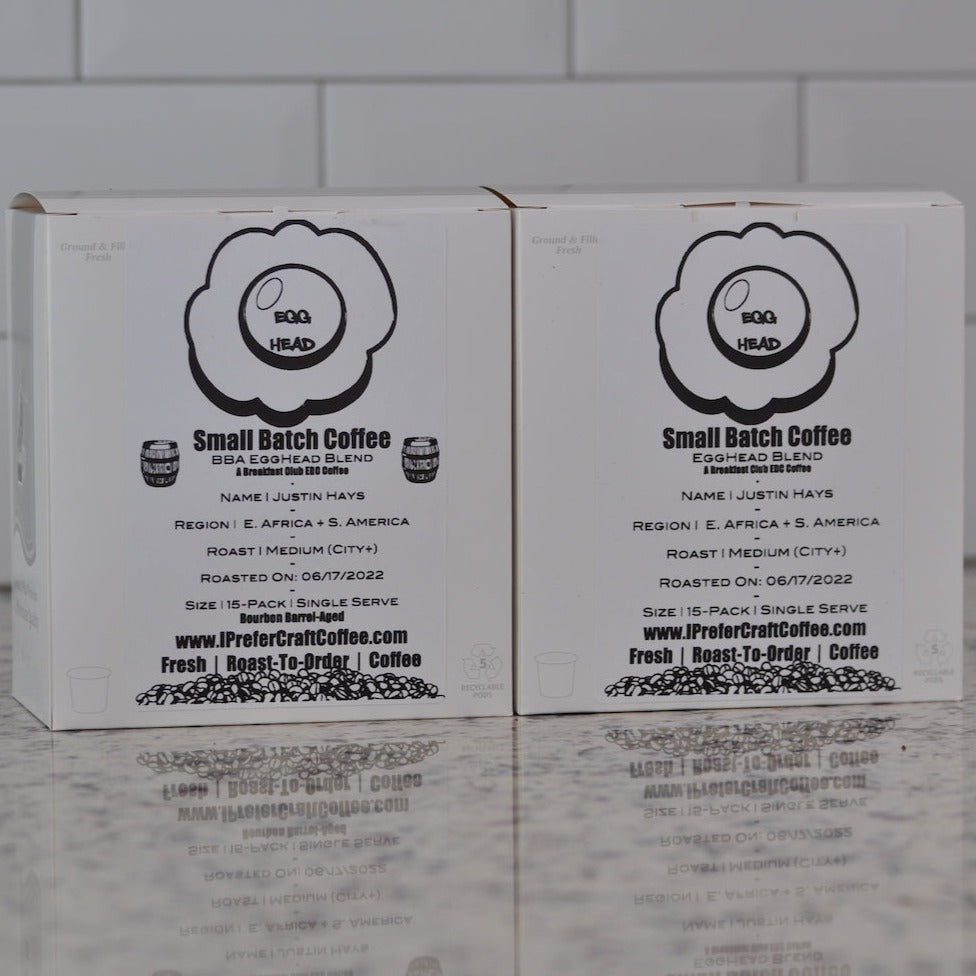 Ground & Fill
Fresh
EGG
HEAD
Small Batch Coffee
BBA EggHead Blend
A Breakfast Club EDC Coffee
-
Name | Justin Hays
-
Region | E. Africa + S. America
-
Roast | Medium (City+)
-
Roasted On: 06/17/2022
-
Size | 15-Pack | Single Serve
Bourbon Barrel-Aged
www.IPreferCraftCoffee.com
Fresh | Roast-To-Order | Coffee
5
RECYCLABLE
PODS
Ground & Fill
Fresh
EGG
HEAD
Small Batch Coffee
EggHead Blend
A Breakfast Club EDC Coffee
-
Name | Justin Hays
-
Region | E. Africa + S. America
-
Roast | Medium (City+)
-
Roasted On: 06/17/2022
-
Size | 15-Pack | Single Serve
www.IPreferCraftCoffee.com
Fresh | Roast-To-Order | Coffee
5
RECYCLABLE
PODS